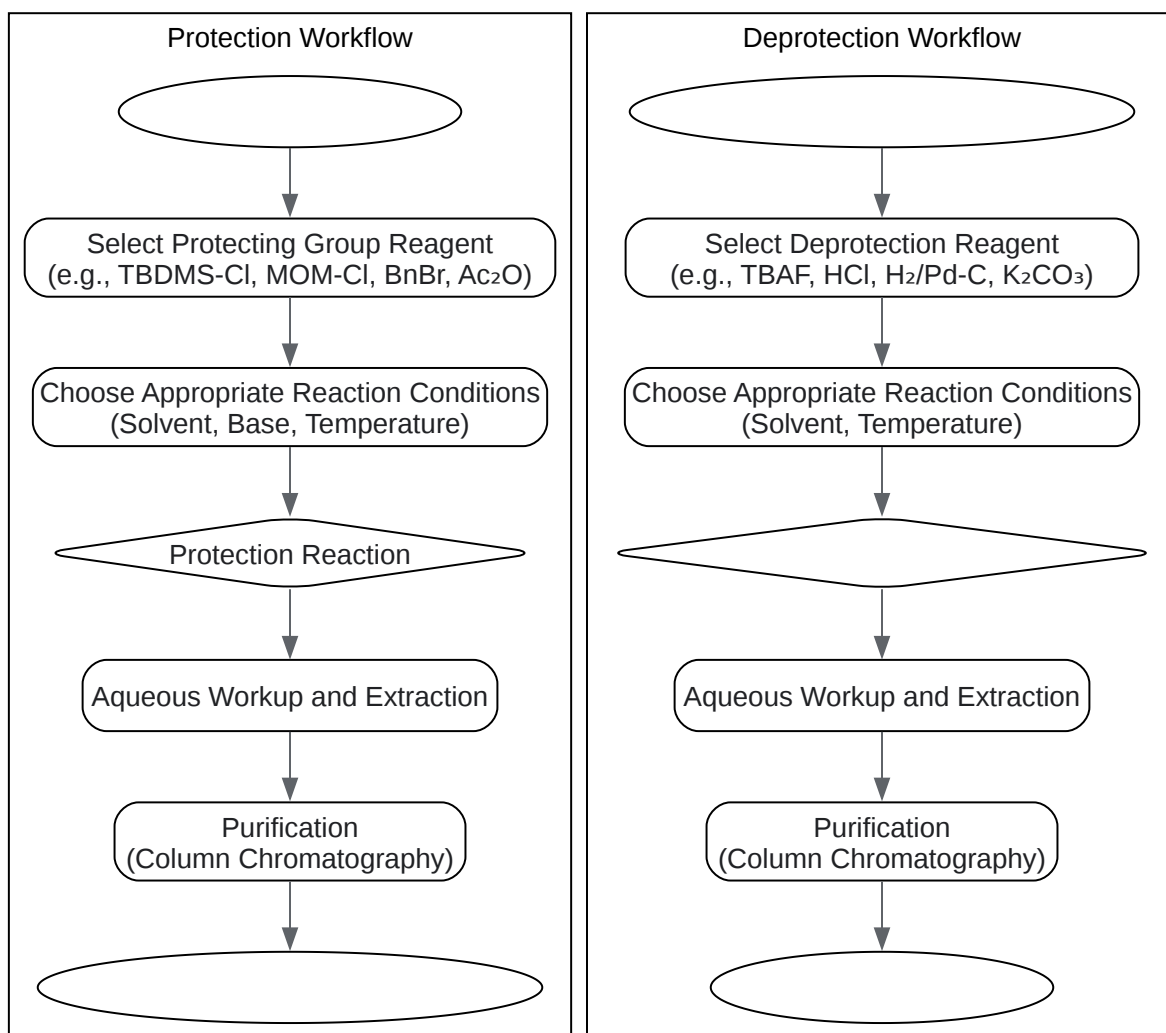 Protection Workflow
Select Protecting Group Reagent
(e.g., TBDMS-Cl, MOM-Cl, BnBr, Ac₂O)
Choose Appropriate Reaction Conditions
(Solvent, Base, Temperature)
Protection Reaction
Aqueous Workup and Extraction
Purification
(Column Chromatography)
Deprotection Workflow
Select Deprotection Reagent
(e.g., TBAF, HCl, H₂/Pd-C, K₂CO₃)
Choose Appropriate Reaction Conditions
(Solvent, Temperature)
Aqueous Workup and Extraction
Purification
(Column Chromatography)